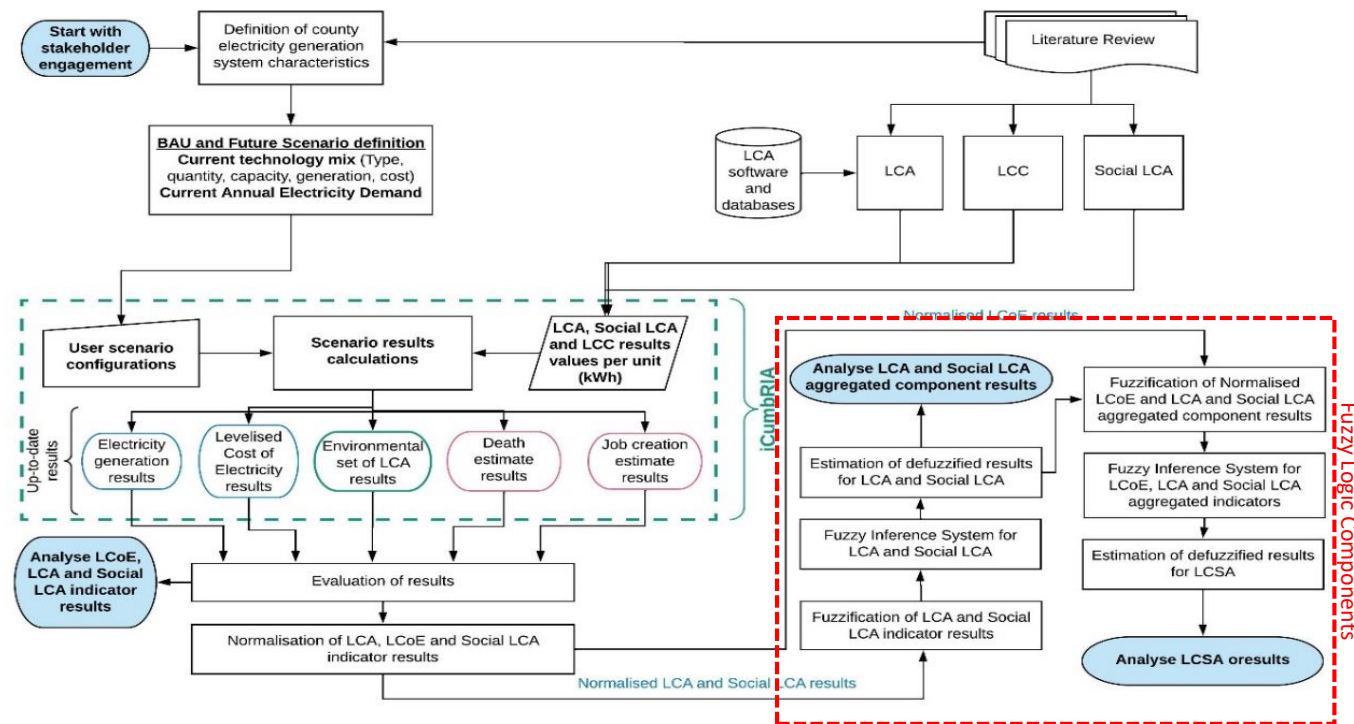 Start with
stakeholder
engagement
Definition of county
electricity generation
system characteristics
Literature Review
BAU and Future Scenario definition
Current technology mix (Type,
quantity, capacity, generation, cost)
Current Annual Electricity Demand
LCA
software
and
databases
LCA
LCC
Social LCA
User scenario
configurations
Scenario results
calculations
LCA, Social LCA
and LCC results
values per unit
(kWh)
Up-to-date
results
Electricity
generation
results
Levelised
Cost of
Electricity
results
Environmental
set of LCA
results
Death
estimate
results
Job creation
estimate
results
iCumbRIA
Analyse LCoE,
LCA and Social
LCA indicator
results
Evaluation of results
Normalisation of LCA, LCoE and Social LCA
indicator results
Normalised LCoE results
Normalised LCA and Social LCA results
Analyse LCA and Social LCA
aggregated component results
Estimation of defuzzified results
for LCA and Social LCA
Fuzzy Inference System for
LCA and Social LCA
Fuzzification of LCA and Social
LCA indicator results
Fuzzification of Normalised
LCoE and LCA and Social LCA
aggregated component results
Fuzzy Inference System for
LCoE, LCA and Social LCA
aggregated indicators
Estimation of defuzzified results
for LCSA
Analyse LCSA oresults
Fuzzy Logic Components